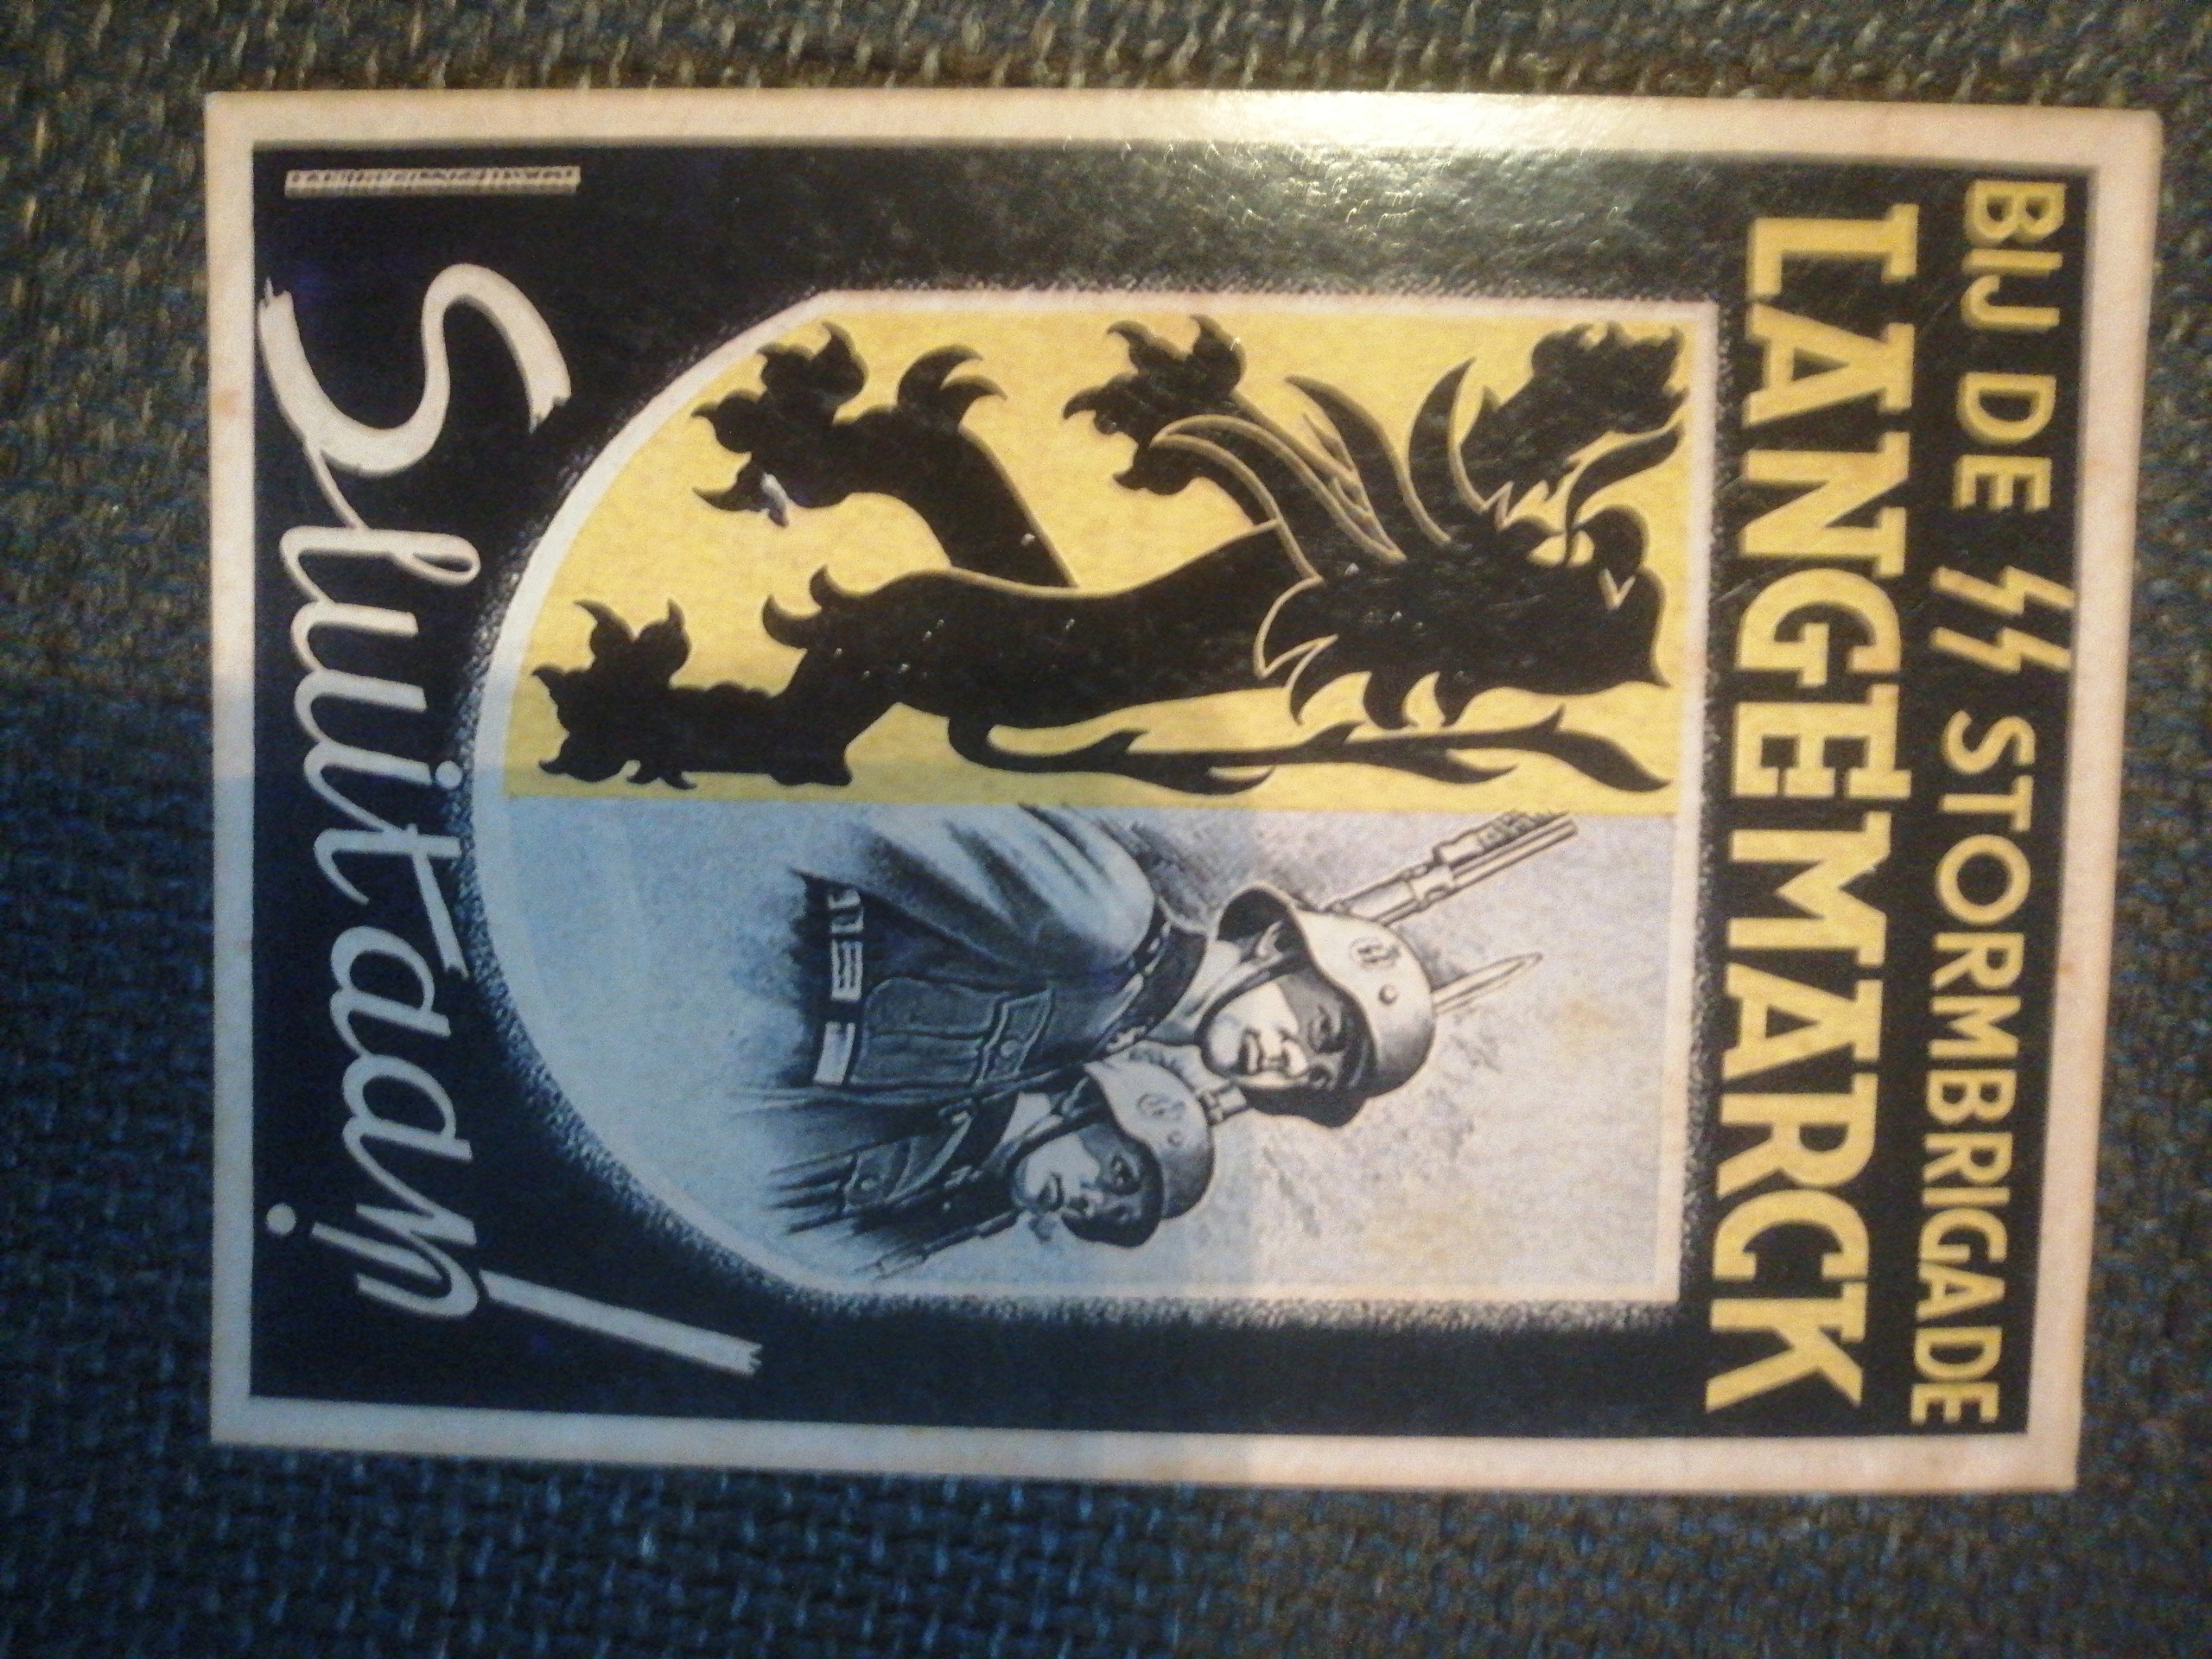 BIJ DE ᛋᛋ STORMBRIGADE
LANGEMARCK
Sluit aan!